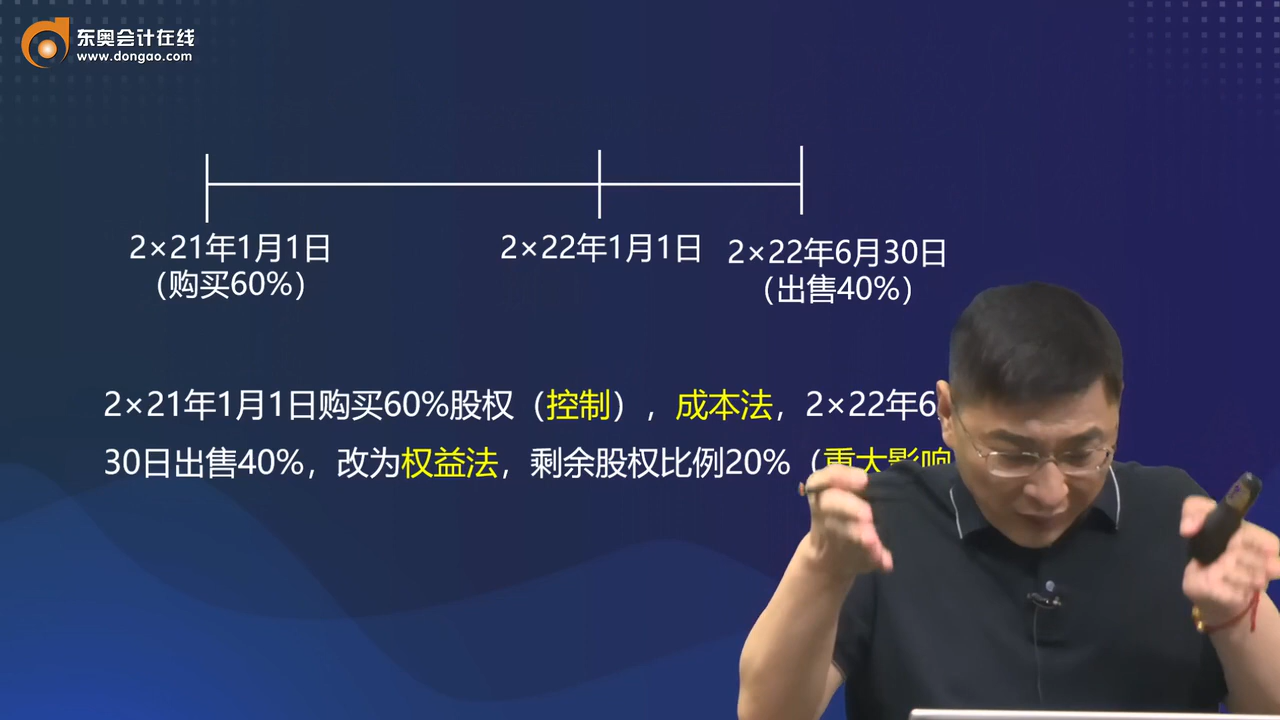 东奥会计在线
www.dongao.com
2×21年1月1日
（购买60%）
2×22年1月1日
2×22年6月30日
（出售40%）
2×21年1月1日购买60%股权（控制），成本法，2×22年6
30日出售40%，改为权益法，剩余股权比例20%（重大影响